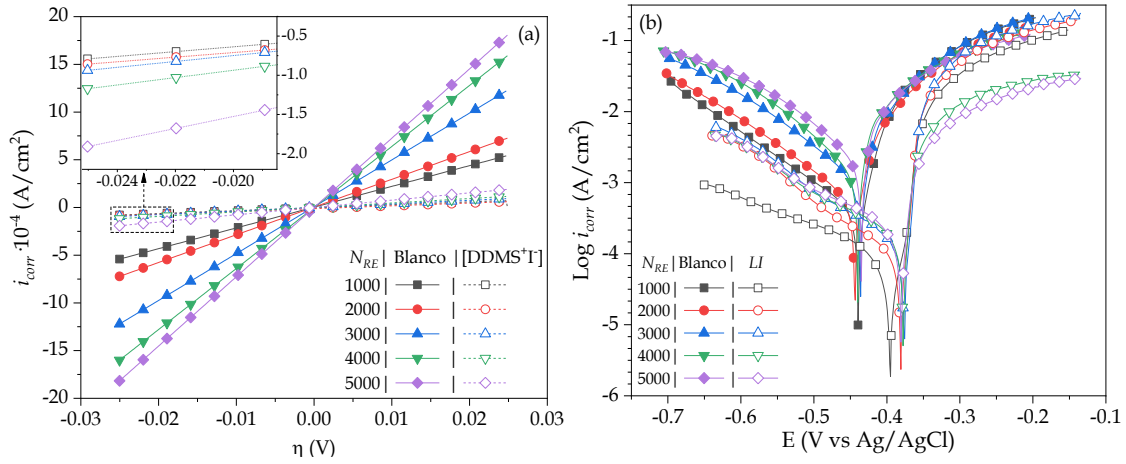 (a)
20
15
10
5
0
-5
-10
-15
-20
i_corr ·10⁻⁴ (A/cm²)
-0.5
-1.0
-1.5
-2.0
-0.024 -0.022 -0.020
N_RE | Blanco | [DDMS⁺I⁻]
1000
2000
3000
4000
5000
-0.03 -0.02 -0.01 0.00 0.01 0.02 0.03
η (V)
(b)
-1
-2
-3
-4
-5
-6
Log i_corr (A/cm²)
N_RE | Blanco | LI
1000
2000
3000
4000
5000
-0.7 -0.6 -0.5 -0.4 -0.3 -0.2 -0.1
E (V vs Ag/AgCl)